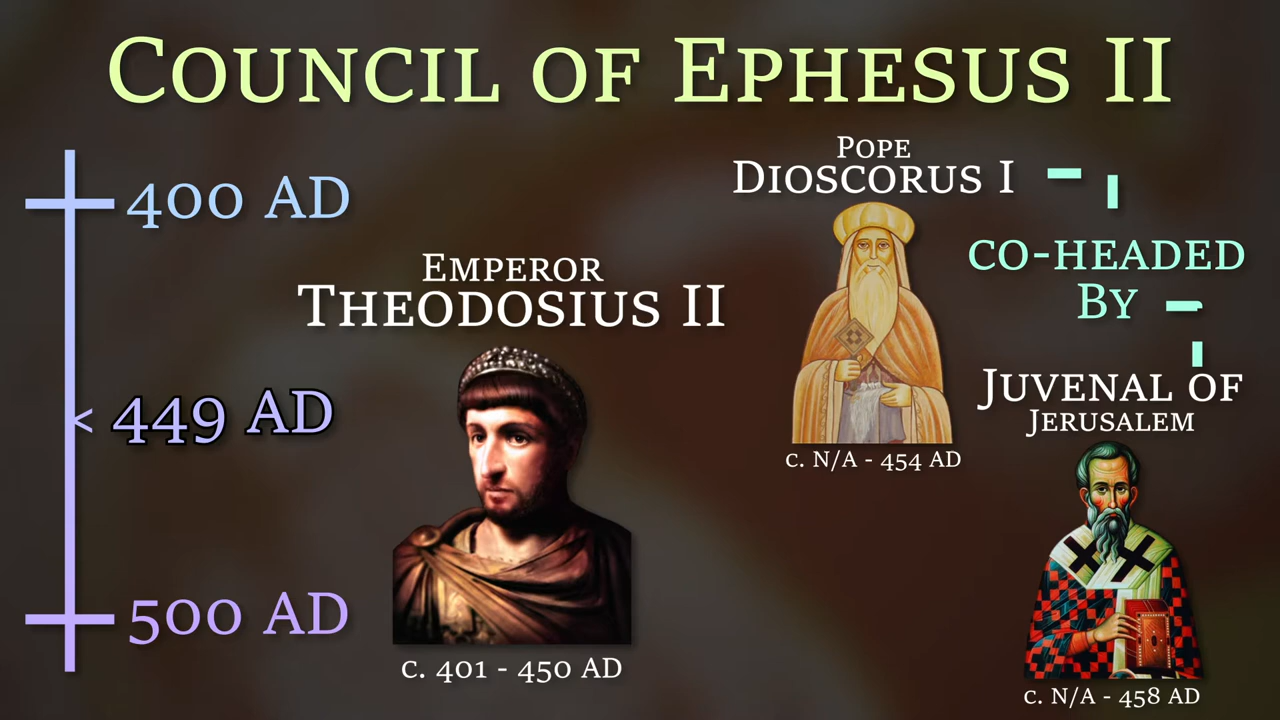 Council of Ephesus II
400 AD
< 449 AD
500 AD
Emperor
Theodosius II
c. 401 - 450 AD
Pope
Dioscorus I
c. N/A - 454 AD
co-headed
By
Juvenal of
Jerusalem
c. N/A - 458 AD